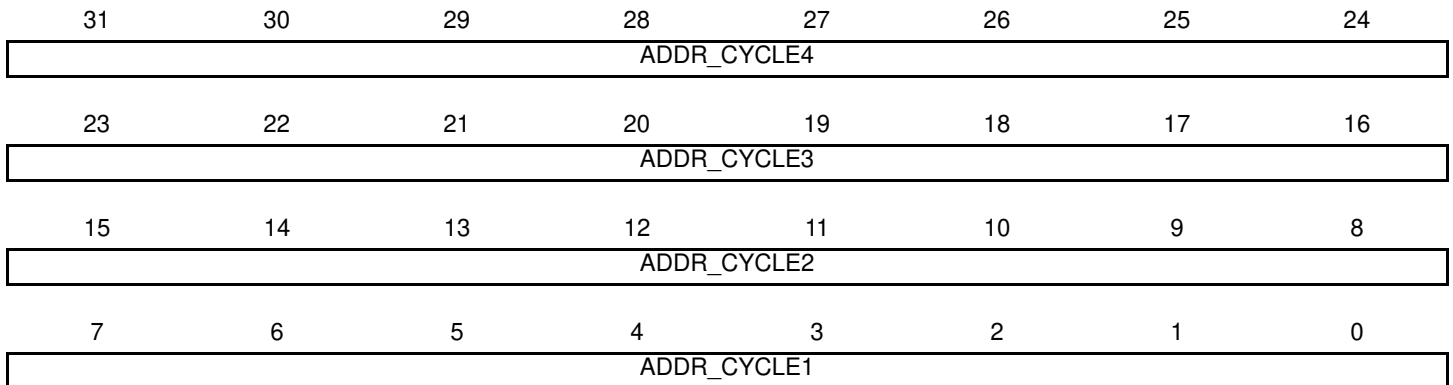 31 30 29 28 27 26 25 24
ADDR_CYCLE4
23 22 21 20 19 18 17 16
ADDR_CYCLE3
15 14 13 12 11 10 9 8
ADDR_CYCLE2
7 6 5 4 3 2 1 0
ADDR_CYCLE1